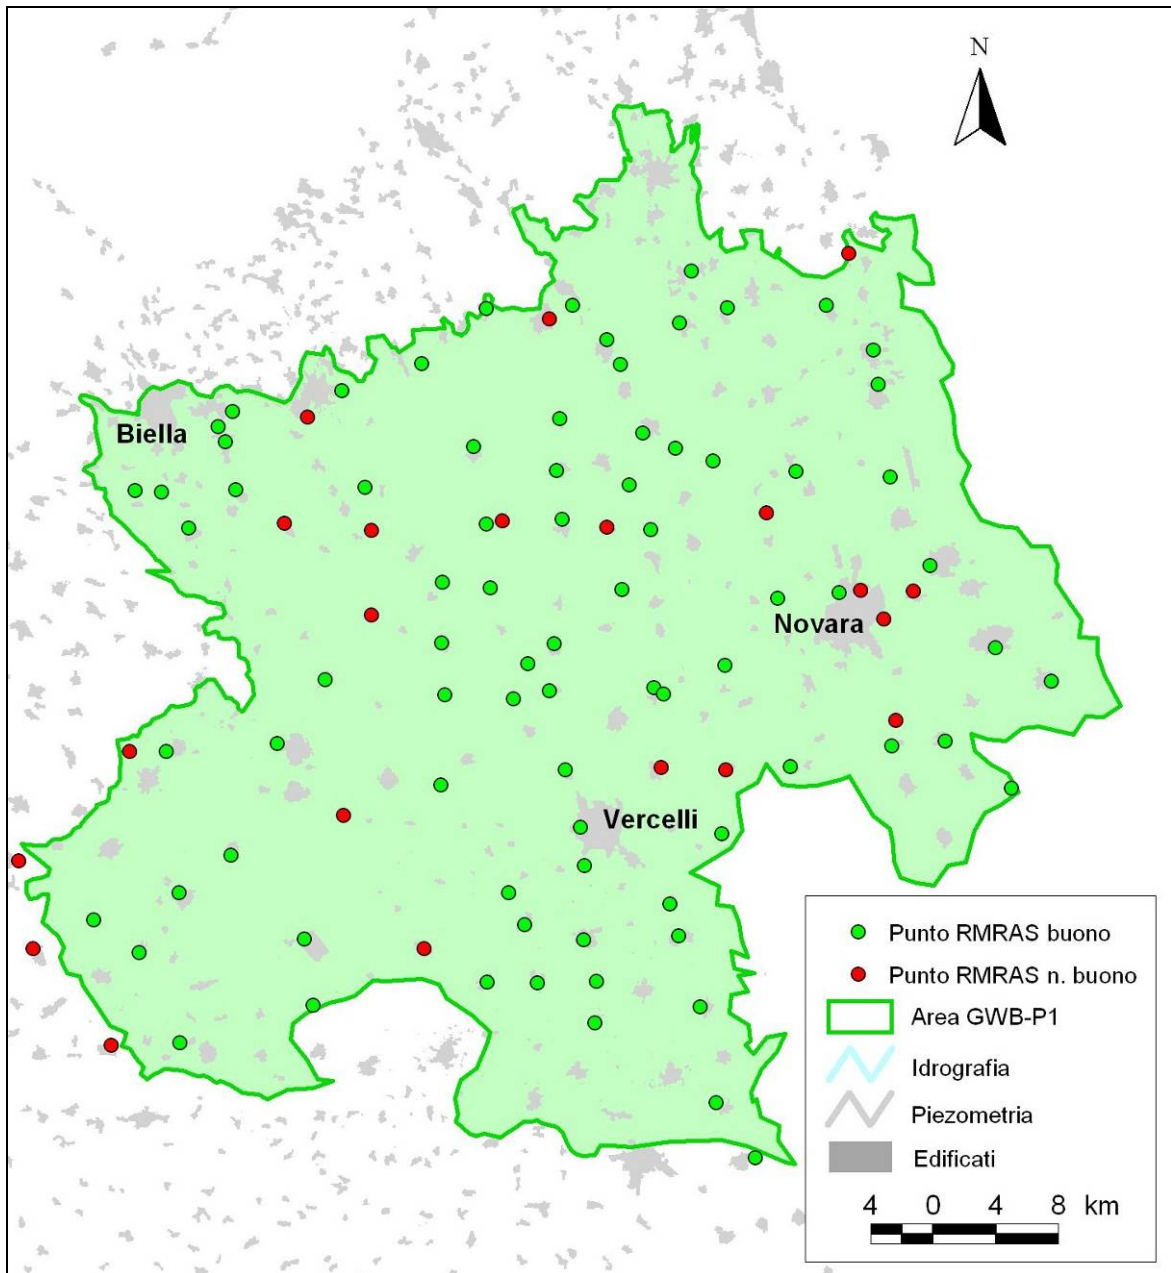 N
Biella
Novara
Vercelli
Punto RMRAS buono
Punto RMRAS n. buono
Area GWB-P1
Idrografia
Piezometria
Edificati
4 0 4 8 km